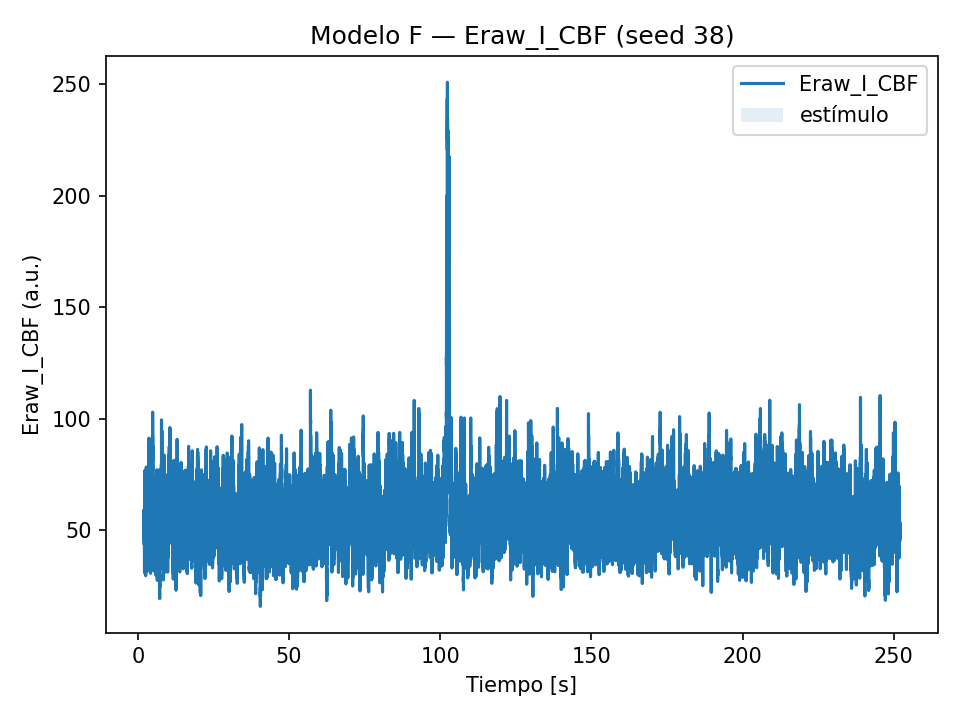 Modelo F — Eraw_I_CBF (seed 38)
Eraw_I_CBF
estímulo
250
200
150
100
50
Eraw_I_CBF (a.u.)
0
50
100
150
200
250
Tiempo [s]